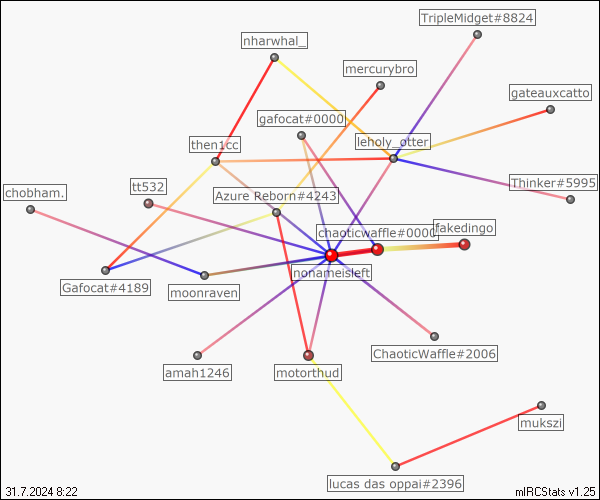 TripleMidget#8824
nharwhal_
mercurybro
gateauxcatto
gafocat#0000
leholy_otter
then1cc
Thinker#5995
tt532
chobham.
Azure Reborn#4243
fakedingo
chaoticwaffle#0000
nonameisleft
Gafocat#4189
moonraven
ChaoticWaffle#2006
amah1246
motorthud
mukszi
lucas das oppai#2396
31.7.2024 8:22
mIRCStats v1.25